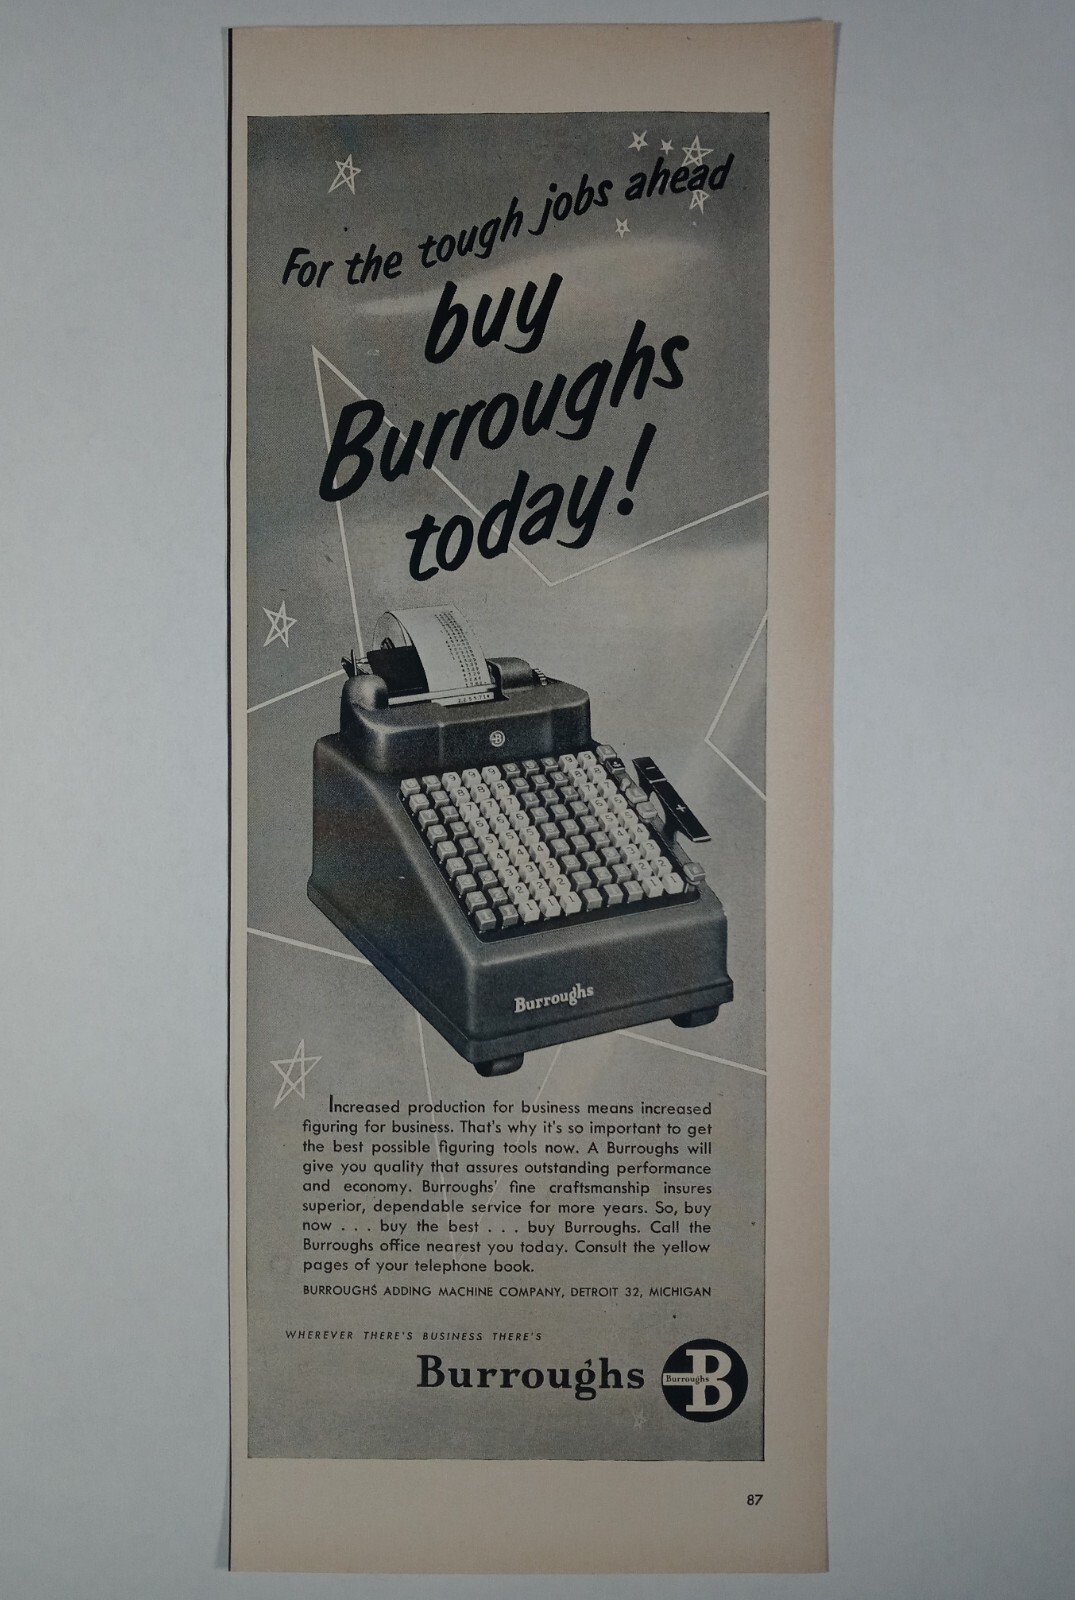 For the tough jobs ahead
buy
Burroughs
today!
B
Burroughs
Increased production for business means increased
figuring for business. That's why it's so important to get
the best possible figuring tools now. A Burroughs will
give you quality that assures outstanding performance
and economy. Burroughs' fine craftsmanship insures
superior, dependable service for more years. So, buy
now . . . buy the best . . . buy Burroughs. Call the
Burroughs office nearest you today. Consult the yellow
pages of your telephone book.
BURROUGHS ADDING MACHINE COMPANY, DETROIT 32, MICHIGAN
WHEREVER THERE'S BUSINESS THERE'S
Burroughs
B
Burroughs
87